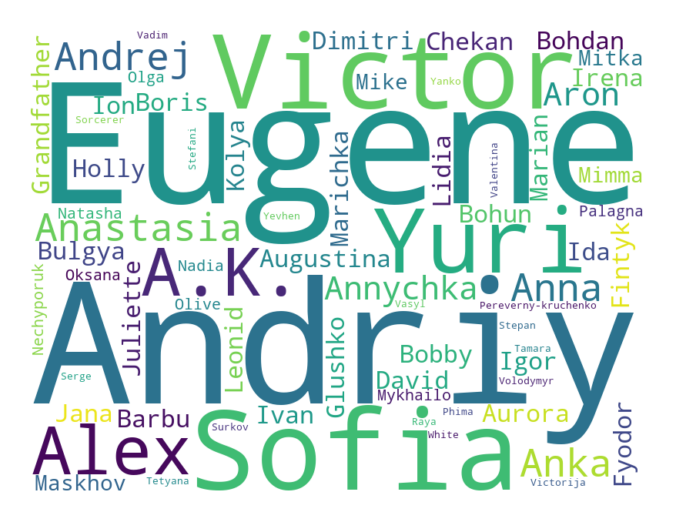 Vadim
Grandfather
Andrej
Victor
Dimitri
Chekan
Bohdan
Mitka
Olga
Mike
Yanko
Irena
Ion
Boris
Aron
Eugene
Sorcerer
Stefani
Kolya
Marichka
Lidia
Valentina
Marian
Holly
Mimma
Natasha
Anastasia
Yevhen
Yuri
Bohun
Palagna
Bulgya
Nechyporuk
Oksana
Juliette
A.K.
Nadia
Augustina
Ida
Fintyk
Annychka
Anna
Olive
Vasyl
Pereverny-kruchenko
Andriy
Leonid
Glushko
Stepan
Bobby
Igor
Tamara
Serge
David
Volodymyr
Mykhailo
Jana
Barbu
Ivan
Sofia
Phima
Aurora
Fyodor
Surkov
Raya
White
Alex
Anka
Maskhov
Tetyana
Victorija